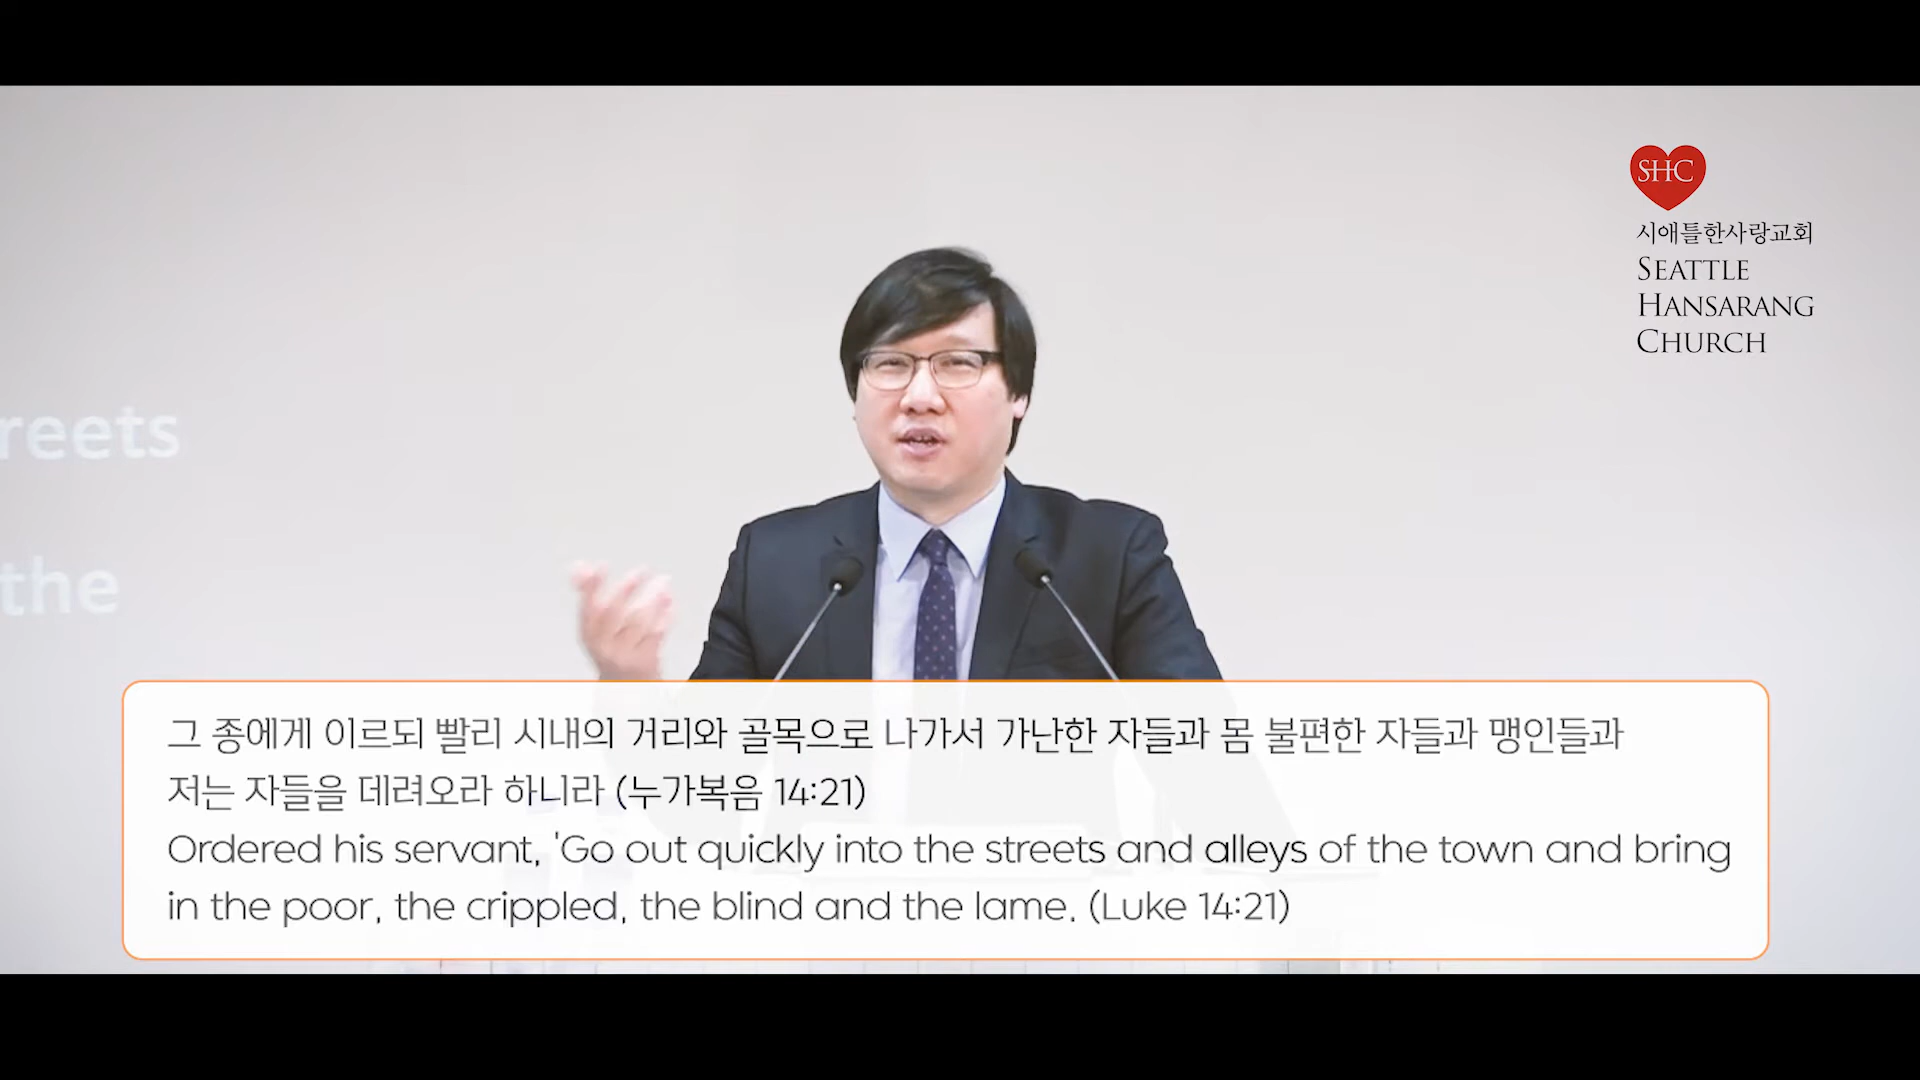 SHC
시애틀한사랑교회
SEATTLE
HANSARANG
CHURCH
reets
the
그 종에게 이르되 빨리 시내의 거리와 골목으로 나가서 가난한 자들과 몸 불편한 자들과 맹인들과
저는 자들을 데려오라 하니라 (누가복음 14:21)
Ordered his servant, 'Go out quickly into the streets and alleys of the town and bring
in the poor, the crippled, the blind and the lame. (Luke 14:21)